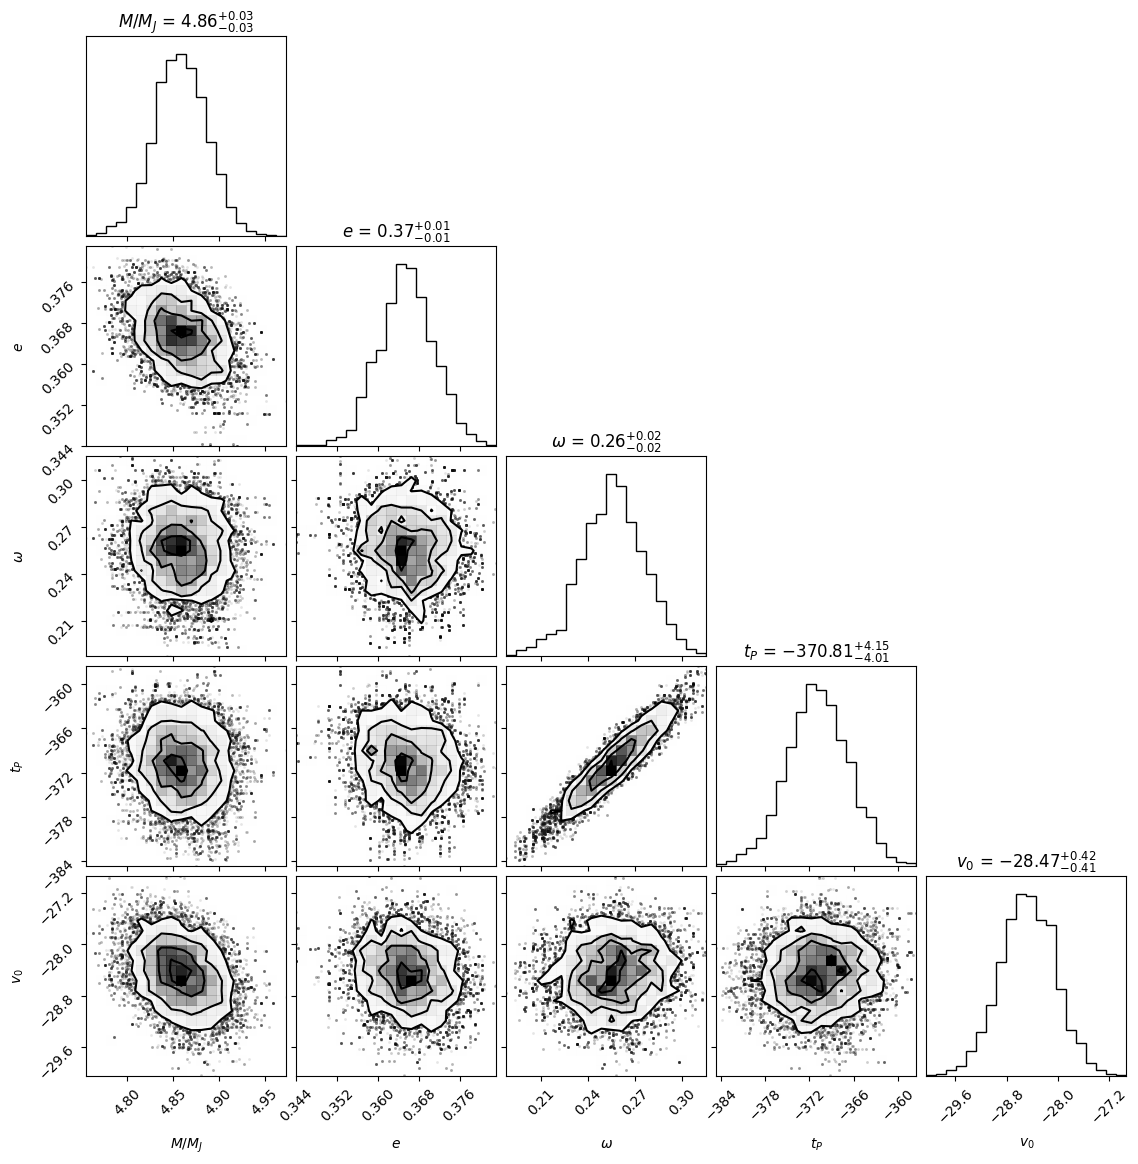 M/M_J = 4.86^{+0.03}_{-0.03}
e = 0.37^{+0.01}_{-0.01}
0.376
0.368
0.360
0.352
0.344
e
ω = 0.26^{+0.02}_{-0.02}
0.30
0.27
0.24
0.21
ω
t_P = −370.81^{+4.15}_{-4.01}
−360
−366
−372
−378
−384
t_P
v_0 = −28.47^{+0.42}_{-0.41}
−27.2
−28.0
−28.8
−29.6
v_0
4.80 4.85 4.90 4.95 0.344 0.352 0.360 0.368 0.376 0.21 0.24 0.27 0.30 −384 −378 −372 −366 −360 −29.6 −28.8 −28.0 −27.2
M/M_J e ω t_P v_0